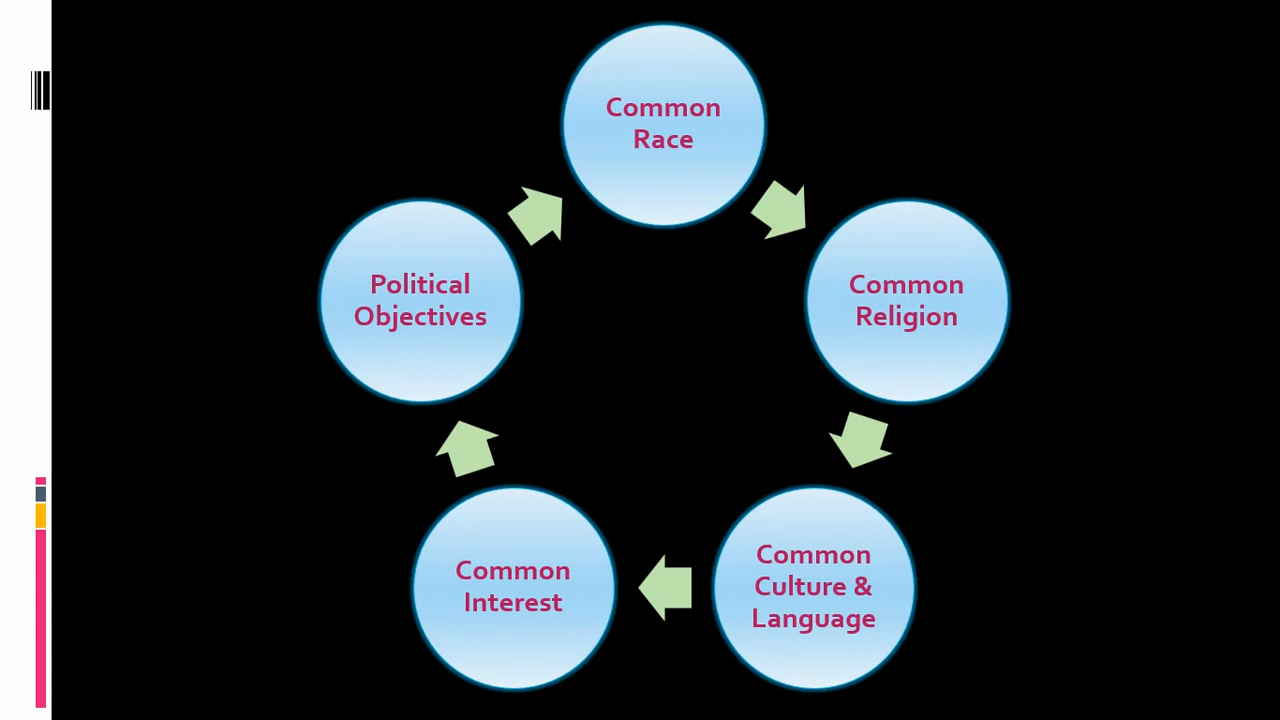 Common
Race
Common
Religion
Common
Culture &
Language
Common
Interest
Political
Objectives